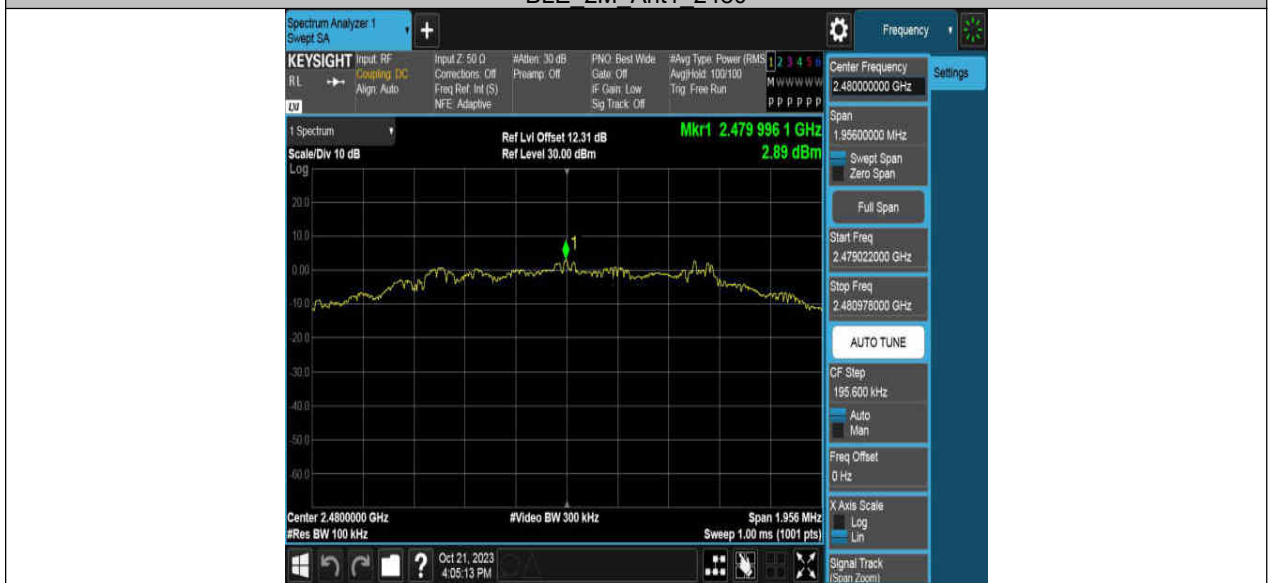 BLE_2M_Ant1_2480
Spectrum Analyzer 1
Swept SA
+
Frequency
KEYSIGHT
RL
LXI
Input: RF
Coupling: DC
Align: Auto
Input Z: 50 Ω
Corrections: Off
Freq Ref: Int (S)
NFE: Adaptive
#Atten: 30 dB
Preamp: Off
PNO: Best Wide
Gate: Off
IF Gain: Low
Sig Track: Off
#Avg Type: Power (RMS
Avg|Hold: 100/100
Trig: Free Run
1 2 3 4 5 6
M W W W W W
P P P P P P
1 Spectrum
Scale/Div 10 dB
Log
Ref Lvl Offset 12.31 dB
Ref Level 30.00 dBm
Mkr1 2.479 996 1 GHz
2.89 dBm
20.0
10.0
0.00
-10.0
-20.0
-30.0
-40.0
-50.0
-60.0
1
Center 2.4800000 GHz
#Res BW 100 kHz
#Video BW 300 kHz
Span 1.956 MHz
Sweep 1.00 ms (1001 pts)
?
Oct 21, 2023
4:05:13 PM
Center Frequency
2.480000000 GHz
Settings
Span
1.95600000 MHz
Swept Span
Zero Span
Full Span
Start Freq
2.479022000 GHz
Stop Freq
2.480978000 GHz
AUTO TUNE
CF Step
195.600 kHz
Auto
Man
Freq Offset
0 Hz
X Axis Scale
Log
Lin
Signal Track
(Span Zoom)